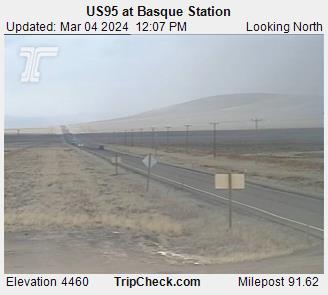 US95 at Basque Station
Updated: Mar 04 2024 12:07 PM Looking North
Elevation 4460 TripCheck.com Milepost 91.62